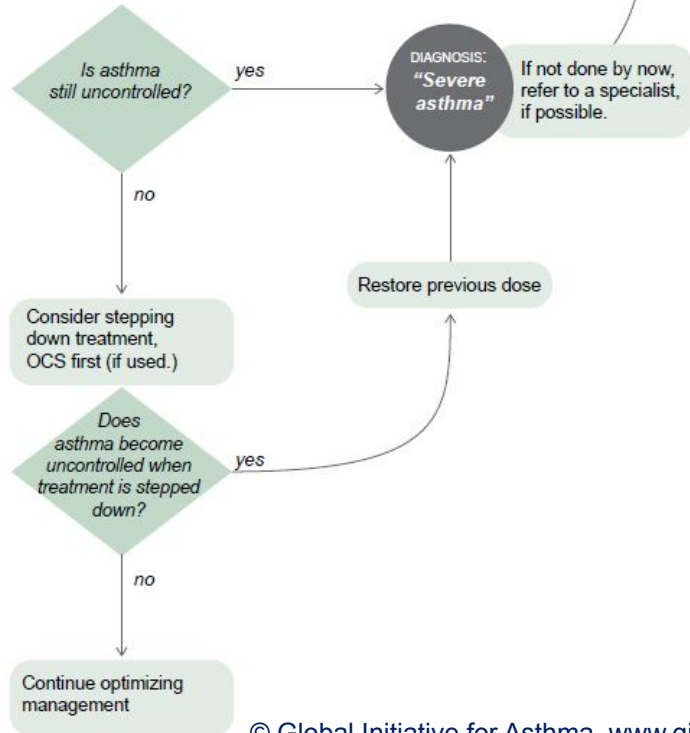 Is asthma
still uncontrolled?
yes
DIAGNOSIS:
"Severe
asthma"
If not done by now,
refer to a specialist,
if possible.
no
Restore previous dose
Consider stepping
down treatment,
OCS first (if used.)
Does
asthma become
uncontrolled when
treatment is stepped
down?
yes
no
Continue optimizing
management
© Global Initiative for Asthma,